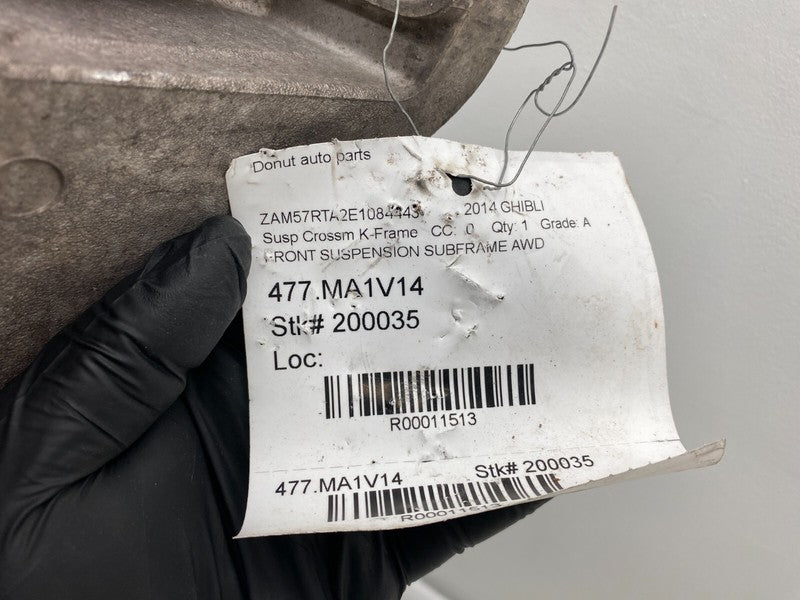 Donut auto parts
ZAM57RTA2E1084443 2014 GHIBLI
Susp Crossm K-Frame CC: 0 Qty: 1 Grade: A
FRONT SUSPENSION SUBFRAME AWD
477.MA1V14
Stk# 200035
Loc:
R00011513
477.MA1V14 Stk# 200035
R00011513